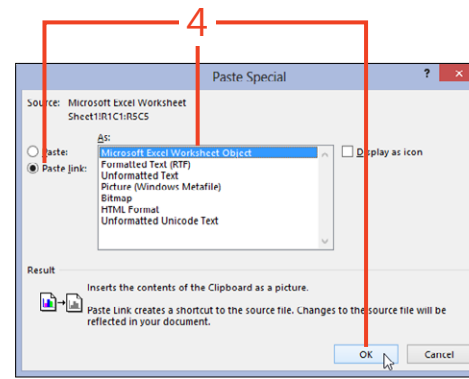 4
Paste Special
?
×
Source: Microsoft Excel Worksheet
Sheet1!R1C1:R5C5
As:
Paste:
Paste link:
Microsoft Excel Worksheet Object
Formatted Text (RTF)
Unformatted Text
Picture (Windows Metafile)
Bitmap
HTML Format
Unformatted Unicode Text
Display as icon
Result
Inserts the contents of the Clipboard as a picture.
Paste Link creates a shortcut to the source file. Changes to the source file will be
reflected in your document.
OK
Cancel